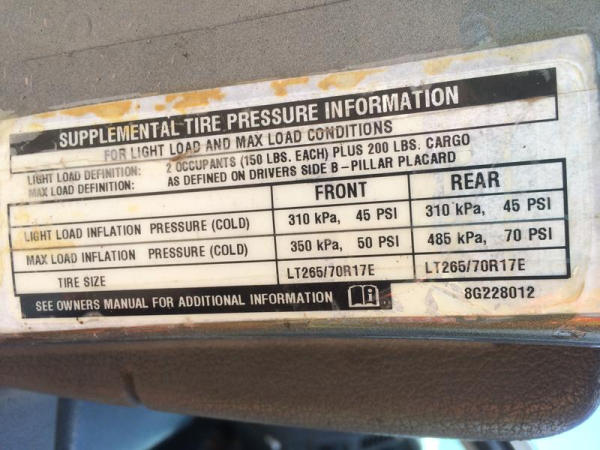 SUPPLEMENTAL TIRE PRESSURE INFORMATION
FOR LIGHT LOAD AND MAX LOAD CONDITIONS
LIGHT LOAD DEFINITION: 2 OCCUPANTS (150 LBS. EACH) PLUS 200 LBS. CARGO
MAX LOAD DEFINITION: AS DEFINED ON DRIVERS SIDE B-PILLAR PLACARD
FRONT REAR
LIGHT LOAD INFLATION PRESSURE (COLD) 310 kPa, 45 PSI 310 kPa, 45 PSI
MAX LOAD INFLATION PRESSURE (COLD) 350 kPa, 50 PSI 485 kPa, 70 PSI
TIRE SIZE LT265/70R17E LT265/70R17E
SEE OWNERS MANUAL FOR ADDITIONAL INFORMATION 8G228012